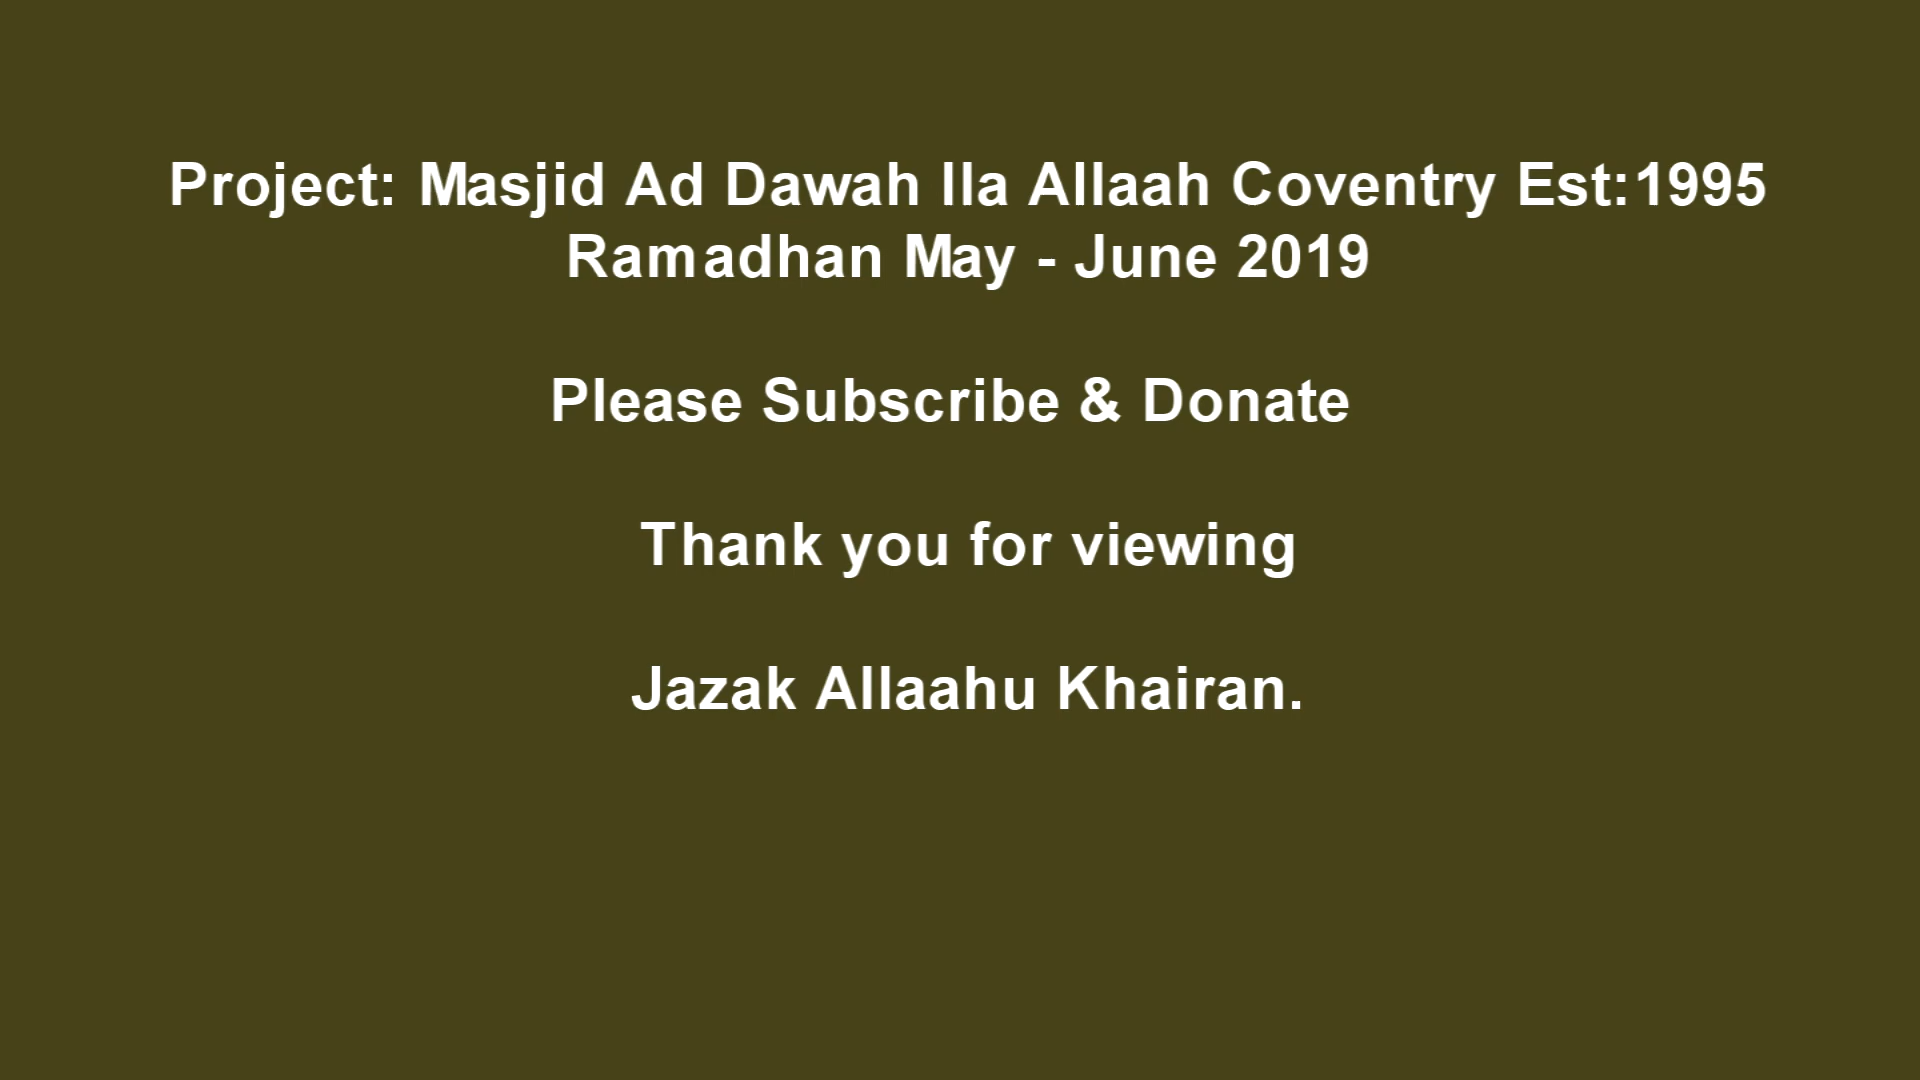 Project: Masjid Ad Dawah Ila Allaah Coventry Est:1995
Ramadhan May - June 2019
Please Subscribe & Donate
Thank you for viewing
Jazak Allaahu Khairan.